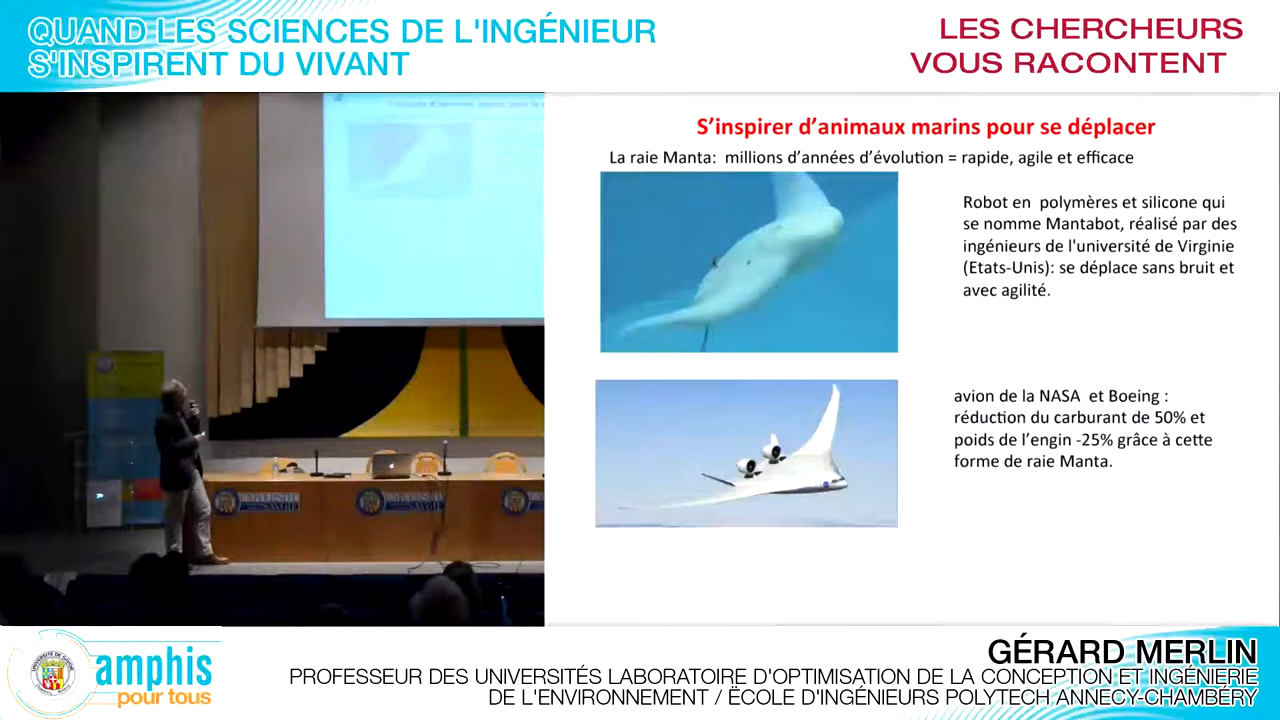 QUAND LES SCIENCES DE L'INGÉNIEUR
S'INSPIRENT DU VIVANT
LES CHERCHEURS
VOUS RACONTENT
S'inspirer d'animaux marins pour se déplacer
La raie Manta: millions d'années d'évolution = rapide, agile et efficace
Robot en polymères et silicone qui
se nomme Mantabot, réalisé par des
ingénieurs de l'université de Virginie
(Etats-Unis): se déplace sans bruit et
avec agilité.
avion de la NASA et Boeing :
réduction du carburant de 50% et
poids de l'engin -25% grâce à cette
forme de raie Manta.
UNIVERSITÉ
SAVOIE
UNIVERSITÉ
SAVOIE
amphis
pour tous
GÉRARD MERLIN
PROFESSEUR DES UNIVERSITÉS LABORATOIRE D'OPTIMISATION DE LA CONCEPTION ET INGÉNIERIE
DE L'ENVIRONNEMENT / ËCOLE D'INGÉNIEURS POLYTECH ANNECY-CHAMBÉRY